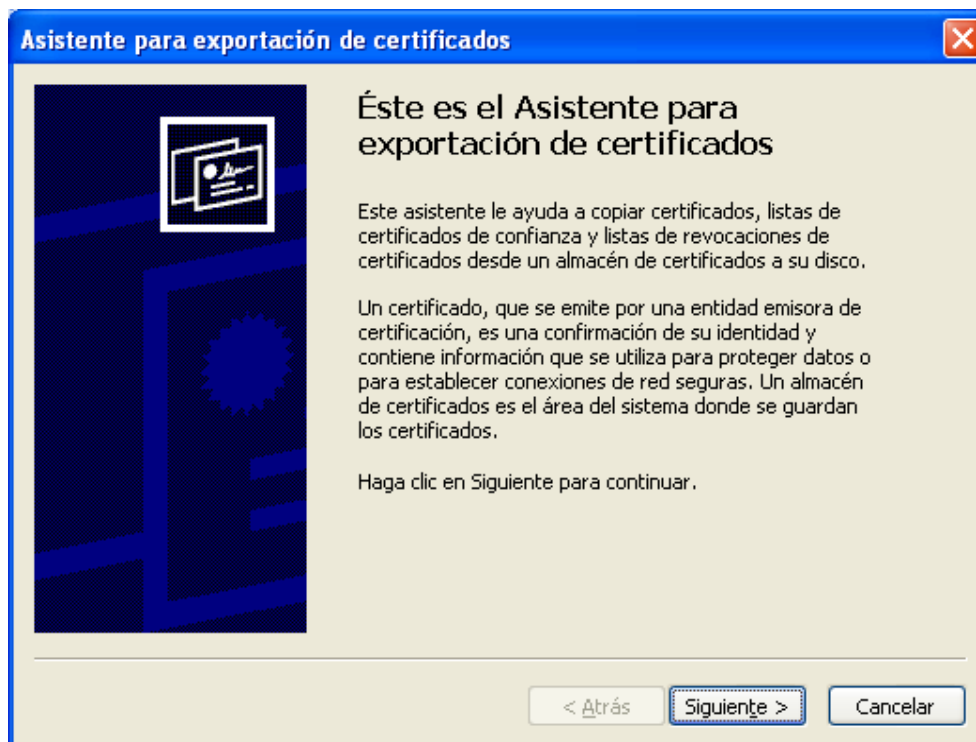 Asistente para exportación de certificados
Éste es el Asistente para
exportación de certificados
Este asistente le ayuda a copiar certificados, listas de
certificados de confianza y listas de revocaciones de
certificados desde un almacén de certificados a su disco.
Un certificado, que se emite por una entidad emisora de
certificación, es una confirmación de su identidad y
contiene información que se utiliza para proteger datos o
para establecer conexiones de red seguras. Un almacén
de certificados es el área del sistema donde se guardan
los certificados.
Haga clic en Siguiente para continuar.
< Atrás Siguiente > Cancelar